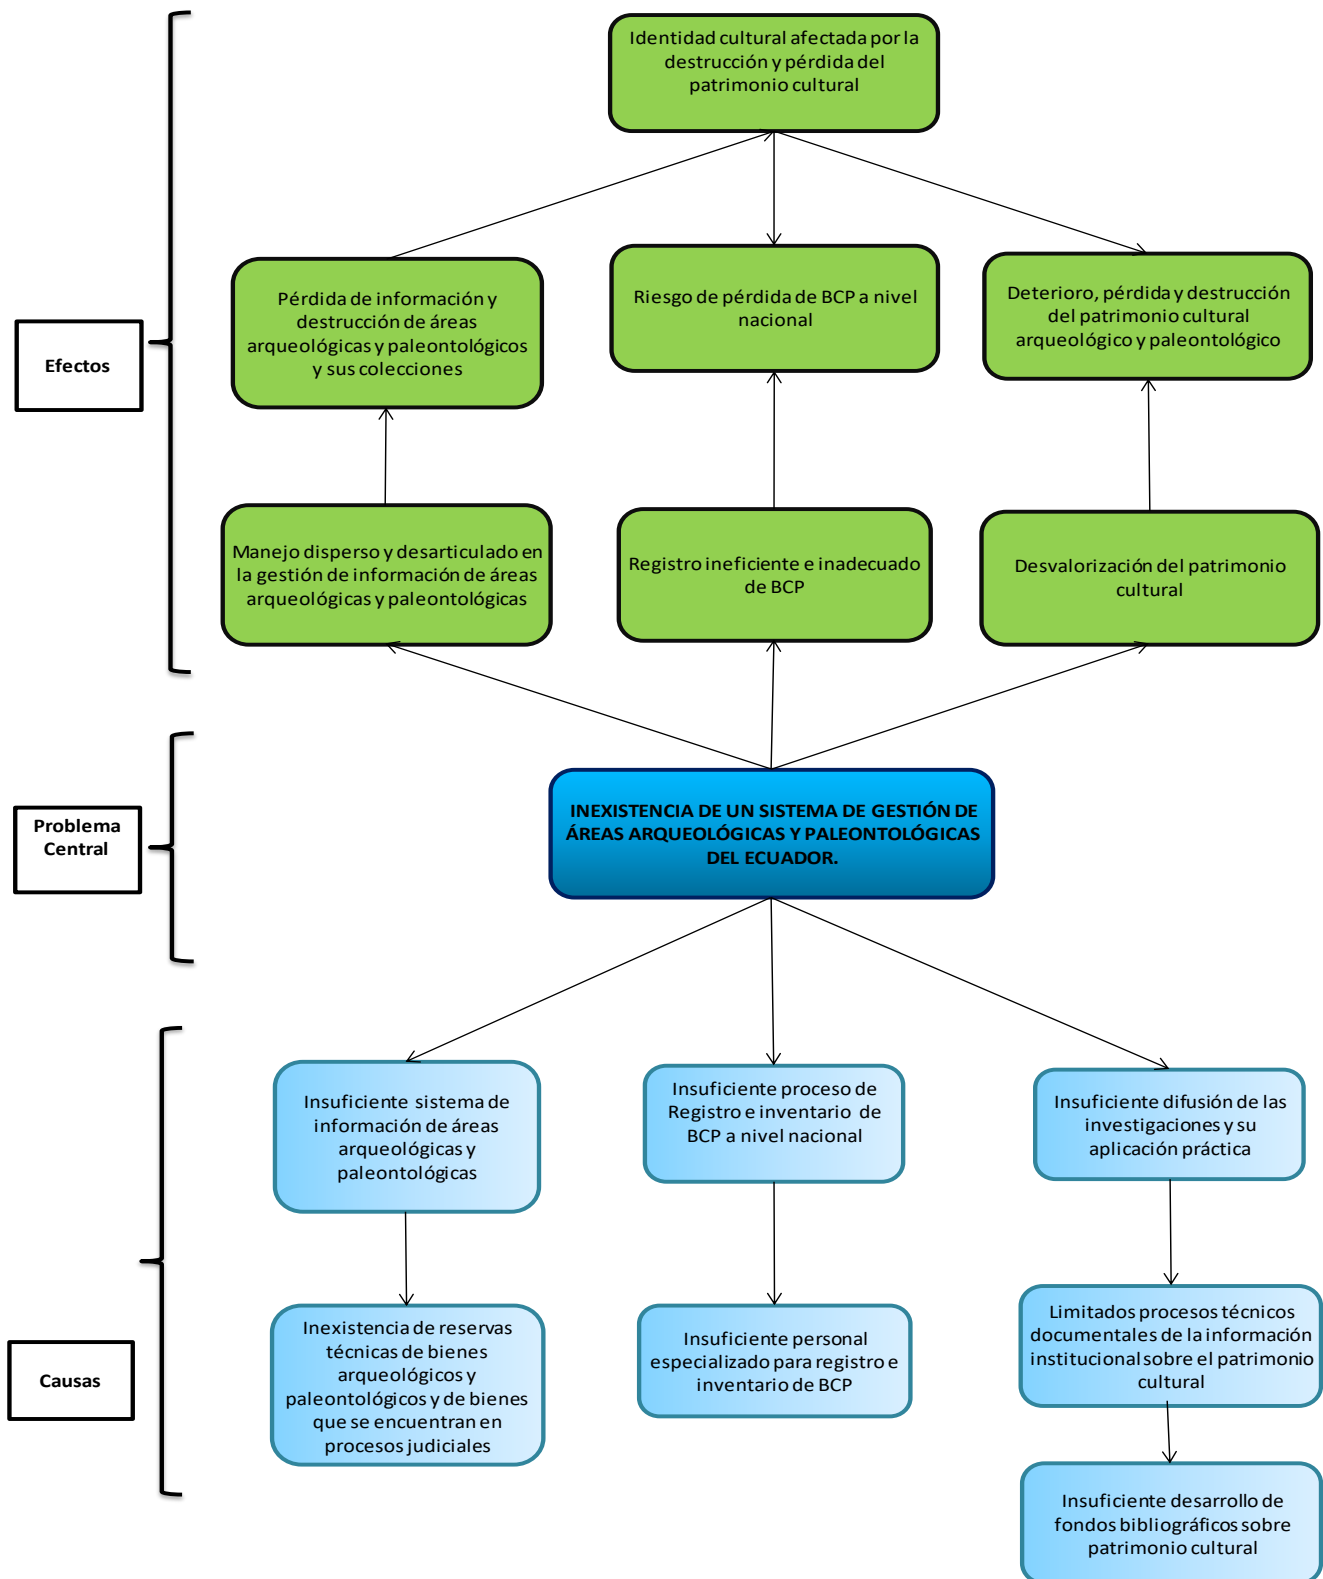 Identidad cultural afectada por la
destrucción y pérdida del
patrimonio cultural
Pérdida de información y
destrucción de áreas
arqueológicas y paleontológicos
y sus colecciones
Riesgo de pérdida de BCP a nivel
nacional
Deterioro, pérdida y destrucción
del patrimonio cultural
arqueológico y paleontológico
Efectos
Manejo disperso y desarticulado en
la gestión de información de áreas
arqueológicas y paleontológicas
Registro ineficiente e inadecuado
de BCP
Desvalorización del patrimonio
cultural
Problema
Central
INEXISTENCIA DE UN SISTEMA DE GESTIÓN DE
ÁREAS ARQUEOLÓGICAS Y PALEONTOLÓGICAS
DEL ECUADOR.
Insuficiente sistema de
información de áreas
arqueológicas y
paleontológicas
Insuficiente proceso de
Registro e inventario de
BCP a nivel nacional
Insuficiente difusión de las
investigaciones y su
aplicación práctica
Causas
Inexistencia de reservas
técnicas de bienes
arqueológicos y
paleontológicos y de bienes
que se encuentran en
procesos judiciales
Insuficiente personal
especializado para registro e
inventario de BCP
Limitados procesos técnicos
documentales de la información
institucional sobre el patrimonio
cultural
Insuficiente desarrollo de
fondos bibliográficos sobre
patrimonio cultural